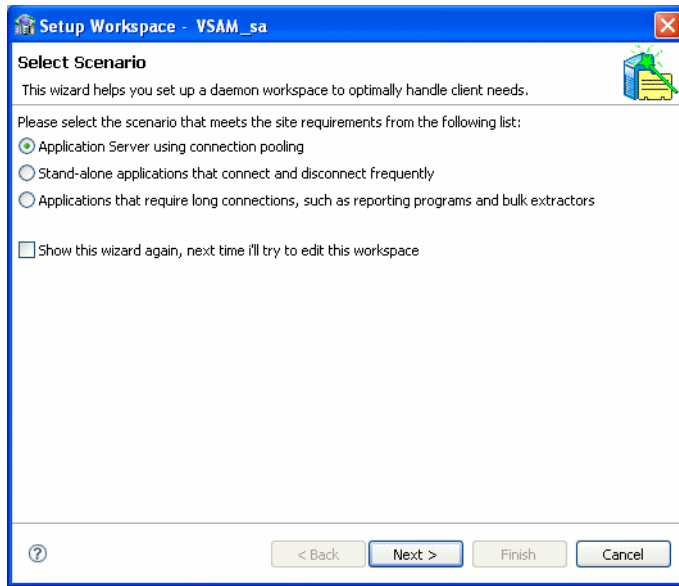 Setup Workspace - VSAM_sa
Select Scenario
This wizard helps you set up a daemon workspace to optimally handle client needs.
Please select the scenario that meets the site requirements from the following list:
Application Server using connection pooling
Stand-alone applications that connect and disconnect frequently
Applications that require long connections, such as reporting programs and bulk extractors
Show this wizard again, next time i'll try to edit this workspace
?
< Back Next > Finish Cancel